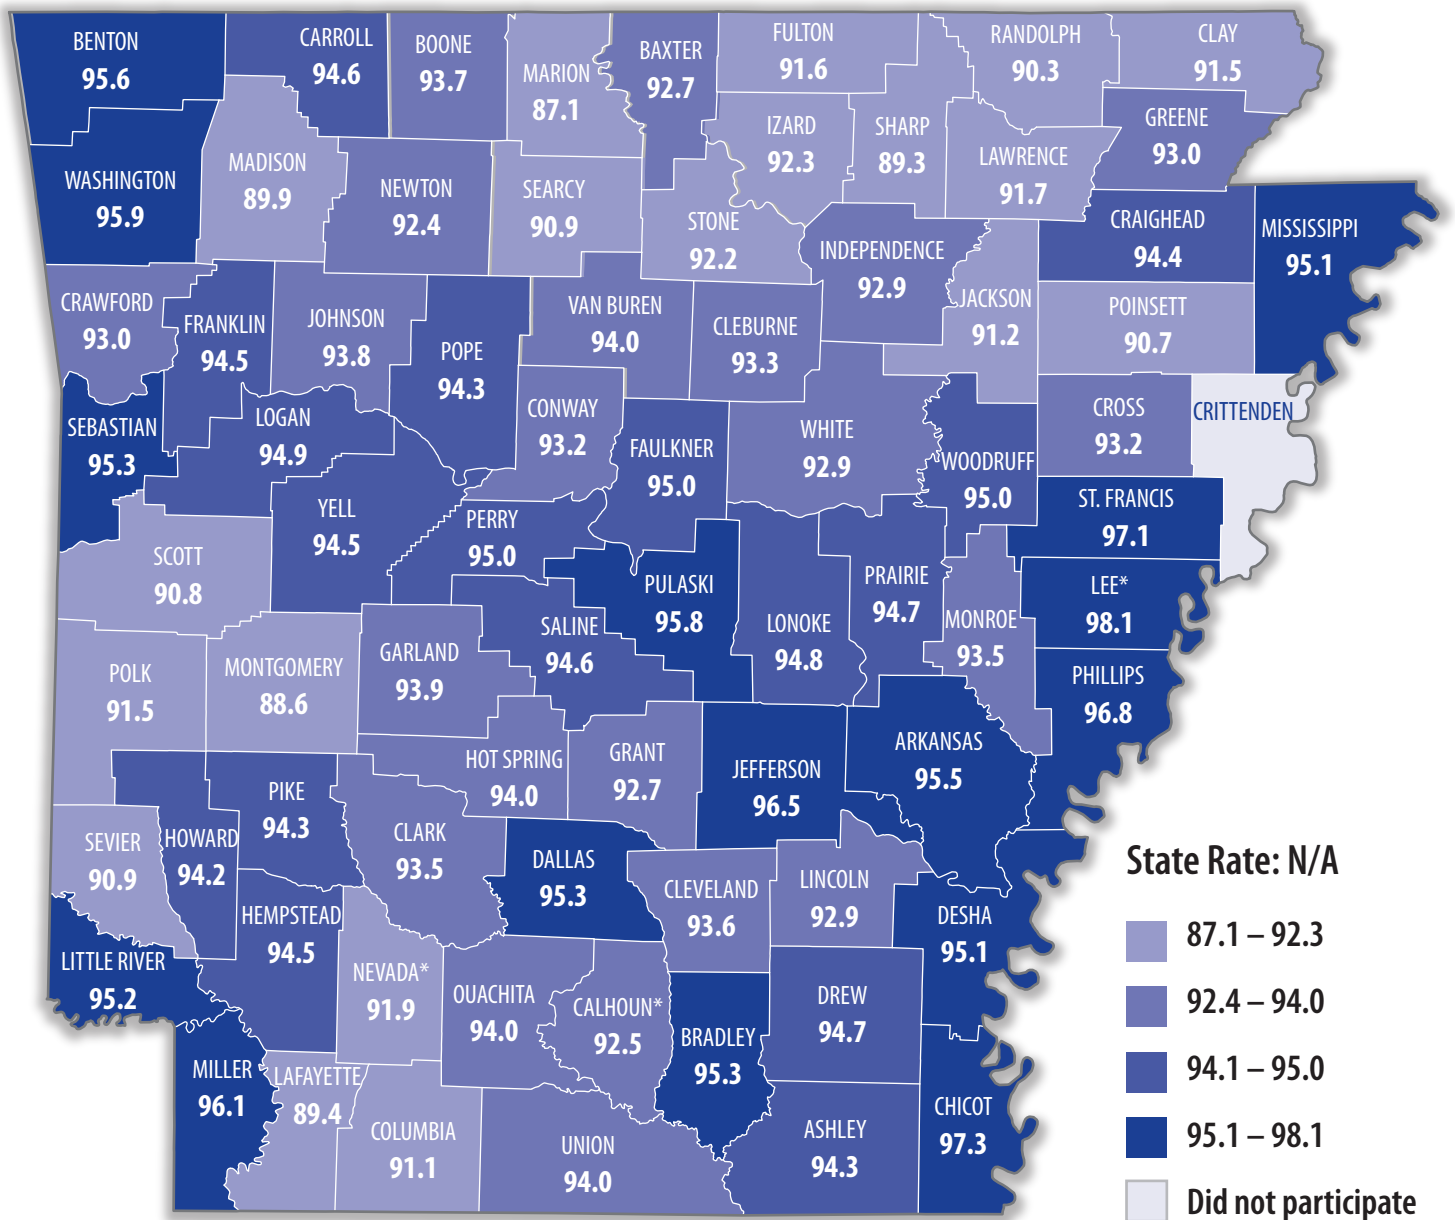 BENTON
95.6
CARROLL
94.6
BOONE
93.7
MARION
87.1
BAXTER
92.7
FULTON
91.6
RANDOLPH
90.3
CLAY
91.5
IZARD
92.3
SHARP
89.3
GREENE
93.0
LAWRENCE
91.7
WASHINGTON
95.9
MADISON
89.9
NEWTON
92.4
SEARCY
90.9
STONE
92.2
INDEPENDENCE
92.9
CRAIGHEAD
94.4
MISSISSIPPI
95.1
CRAWFORD
93.0
FRANKLIN
94.5
JOHNSON
93.8
POPE
94.3
VAN BUREN
94.0
CLEBURNE
93.3
JACKSON
91.2
POINSETT
90.7
SEBASTIAN
95.3
LOGAN
94.9
CONWAY
93.2
FAULKNER
95.0
WHITE
92.9
WOODRUFF
95.0
CROSS
93.2
CRITTENDEN
YELL
94.5
PERRY
95.0
ST. FRANCIS
97.1
SCOTT
90.8
PULASKI
95.8
PRAIRIE
94.7
LEE*
98.1
POLK
91.5
MONTGOMERY
88.6
GARLAND
93.9
SALINE
94.6
LONOKE
94.8
MONROE
93.5
PHILLIPS
96.8
HOT SPRING
94.0
GRANT
92.7
JEFFERSON
96.5
ARKANSAS
95.5
SEVIER
90.9
HOWARD
94.2
PIKE
94.3
CLARK
93.5
DALLAS
95.3
CLEVELAND
93.6
LINCOLN
92.9
DESHA
95.1
LITTLE RIVER
95.2
HEMPSTEAD
94.5
NEVADA*
91.9
OUACHITA
94.0
CALHOUN*
92.5
BRADLEY
95.3
DREW
94.7
MILLER
96.1
LAFAYETTE
89.4
COLUMBIA
91.1
UNION
94.0
ASHLEY
94.3
CHICOT
97.3
State Rate: N/A
87.1 – 92.3
92.4 – 94.0
94.1 – 95.0
95.1 – 98.1
Did not participate